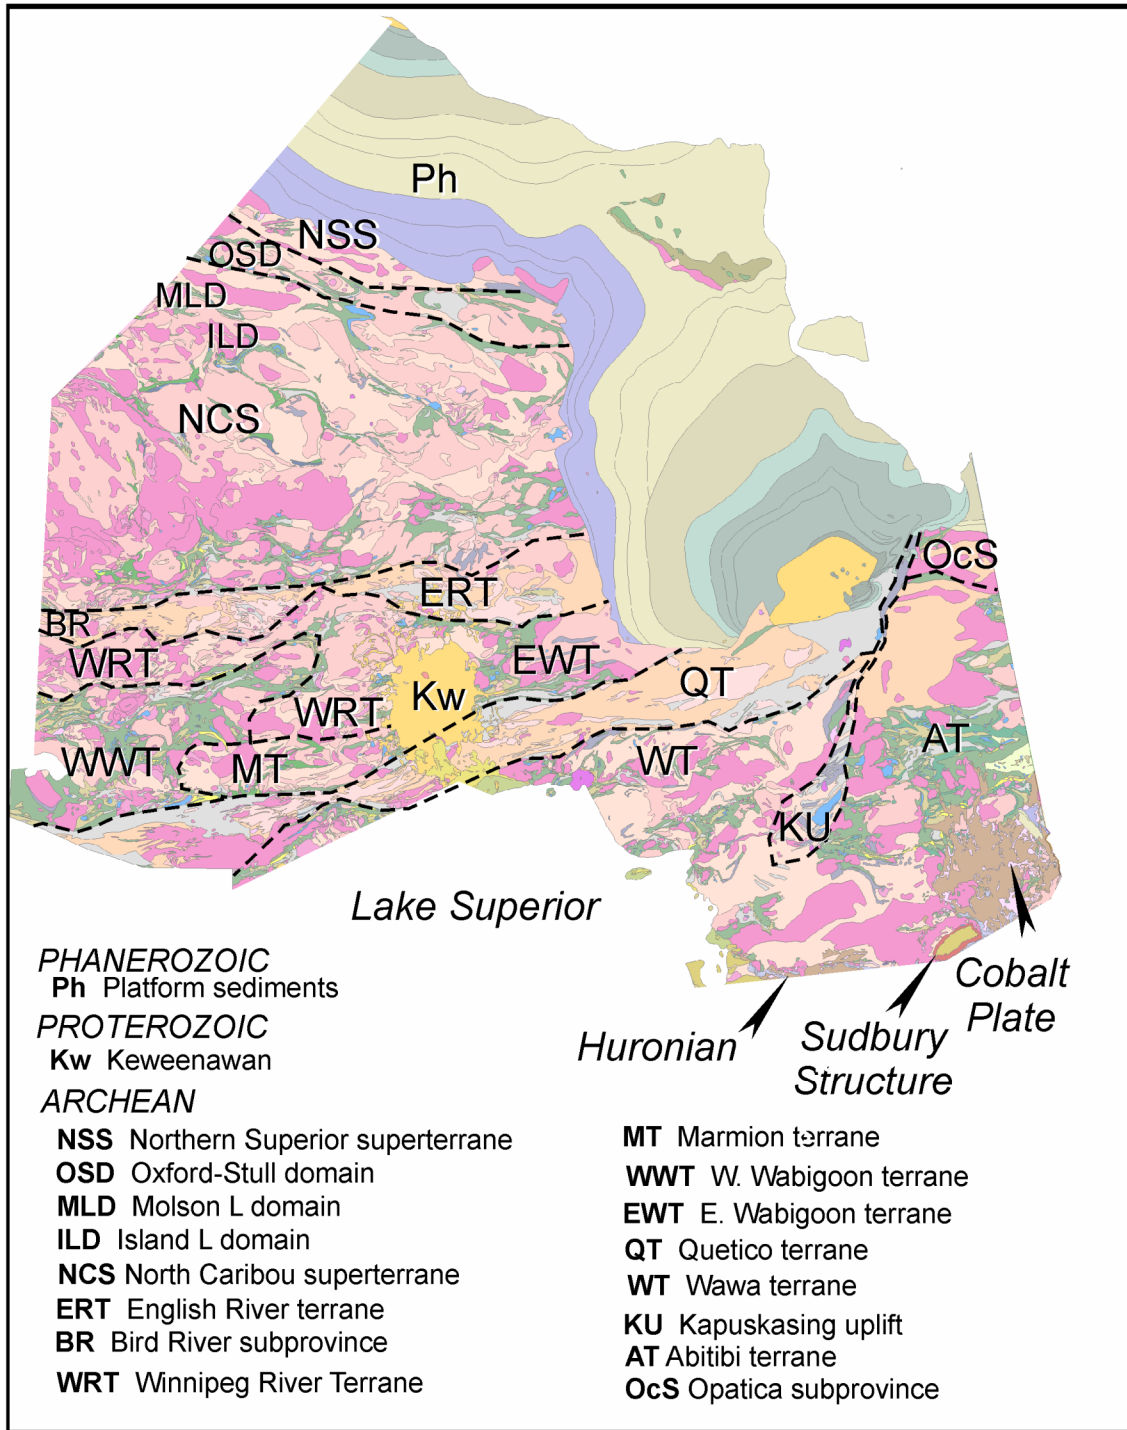 Ph
NSS
OSD
MLD
ILD
NCS
OcS
ERT
BR
WRT
EWT
QT
Kw
WRT
AT
WWT
MT
WT
KU
Lake Superior
Cobalt
Plate
Huronian
Sudbury
Structure
PHANEROZOIC
Ph Platform sediments
PROTEROZOIC
Kw Keweenawan
ARCHEAN
NSS Northern Superior superterrane
OSD Oxford-Stull domain
MLD Molson L domain
ILD Island L domain
NCS North Caribou superterrane
ERT English River terrane
BR Bird River subprovince
WRT Winnipeg River Terrane
MT Marmion terrane
WWT W. Wabigoon terrane
EWT E. Wabigoon terrane
QT Quetico terrane
WT Wawa terrane
KU Kapuskasing uplift
AT Abitibi terrane
OcS Opatica subprovince